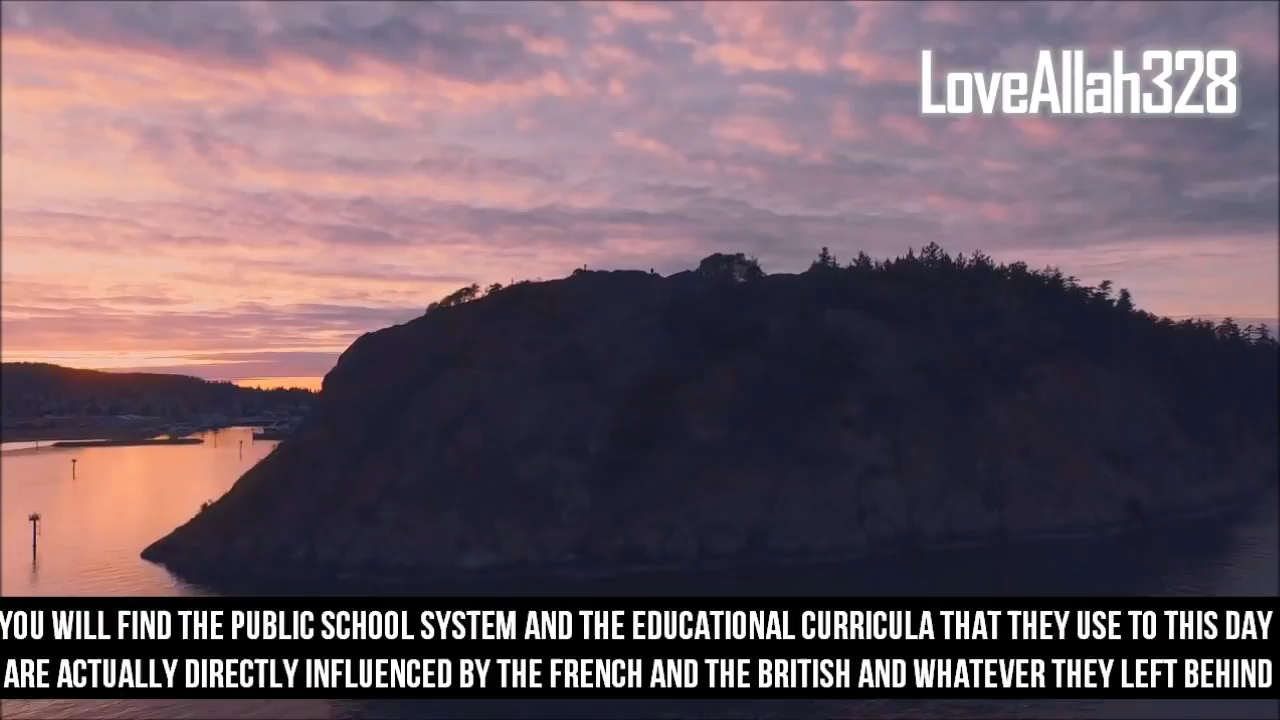 LoveAllah328
YOU WILL FIND THE PUBLIC SCHOOL SYSTEM AND THE EDUCATIONAL CURRICULA THAT THEY USE TO THIS DAY
ARE ACTUALLY DIRECTLY INFLUENCED BY THE FRENCH AND THE BRITISH AND WHATEVER THEY LEFT BEHIND